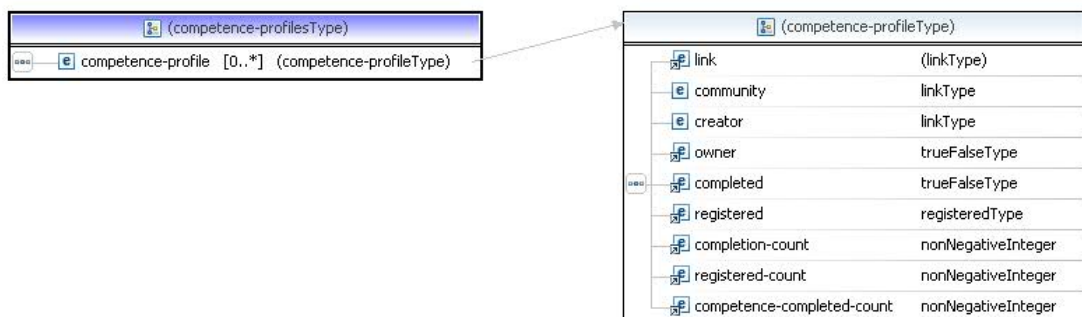 (competence-profilesType)
e competence-profile [0..*] (competence-profileType)
(competence-profileType)
e link (linkType)
e community linkType
e creator linkType
e owner trueFalseType
e completed trueFalseType
e registered registeredType
e completion-count nonNegativeInteger
e registered-count nonNegativeInteger
e competence-completed-count nonNegativeInteger